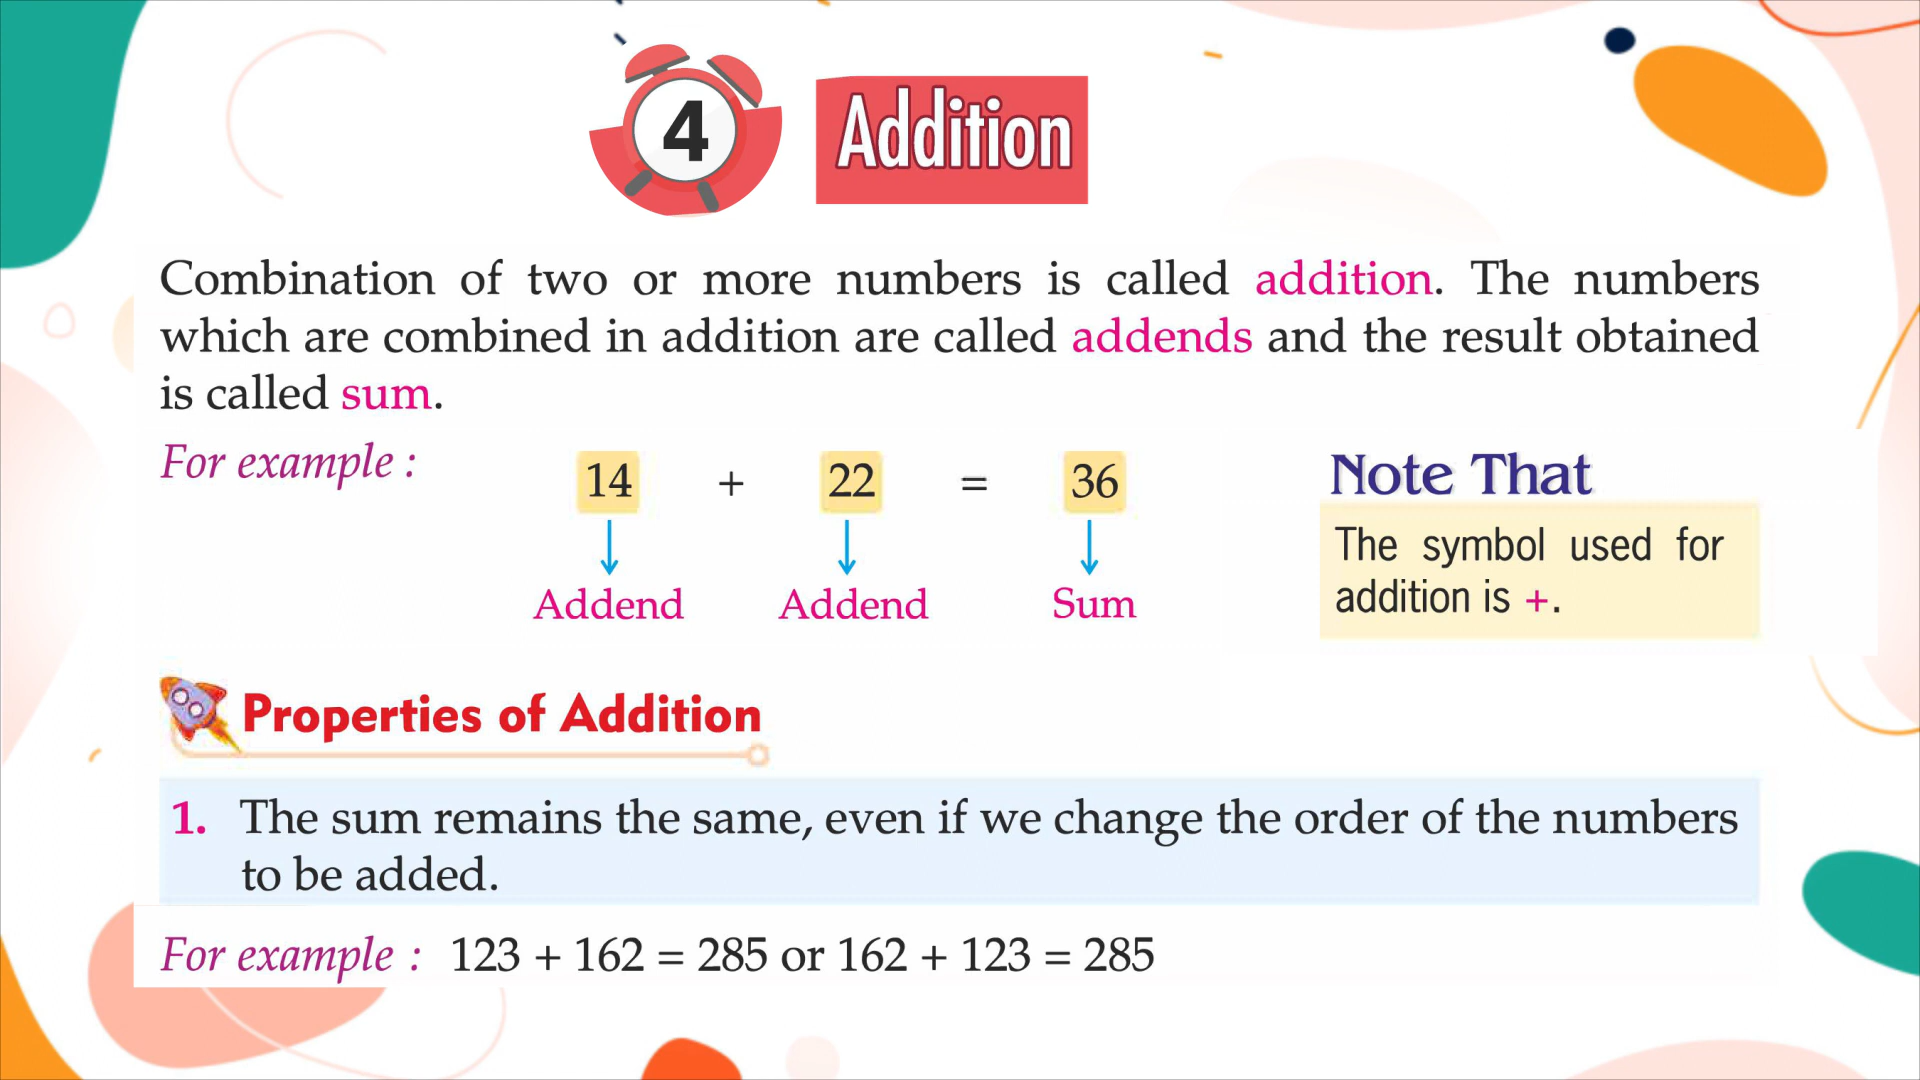 4
Addition
Combination of two or more numbers is called addition. The numbers
which are combined in addition are called addends and the result obtained
is called sum.
For example :
14 + 22 = 36
Addend Addend Sum
Note That
The symbol used for
addition is +.
Properties of Addition
1. The sum remains the same, even if we change the order of the numbers
to be added.
For example : 123 + 162 = 285 or 162 + 123 = 285